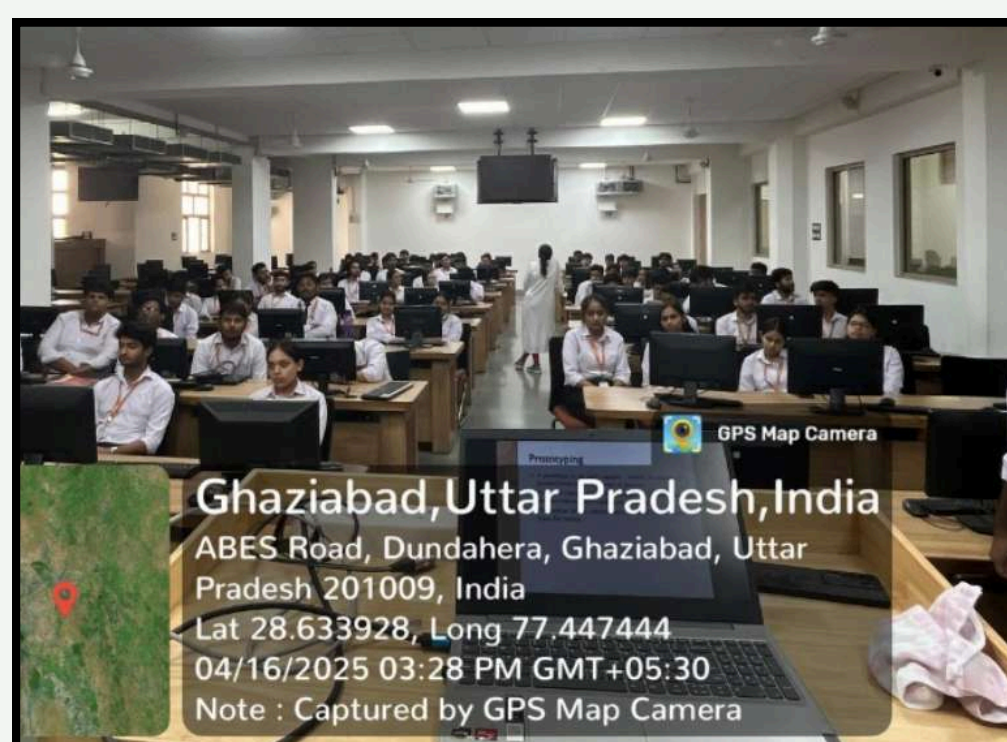 Prototyping
GPS Map Camera
Ghaziabad,Uttar Pradesh,India
ABES Road, Dundahera, Ghaziabad, Uttar
Pradesh 201009, India
Lat 28.633928, Long 77.447444
04/16/2025 03:28 PM GMT+05:30
Note : Captured by GPS Map Camera